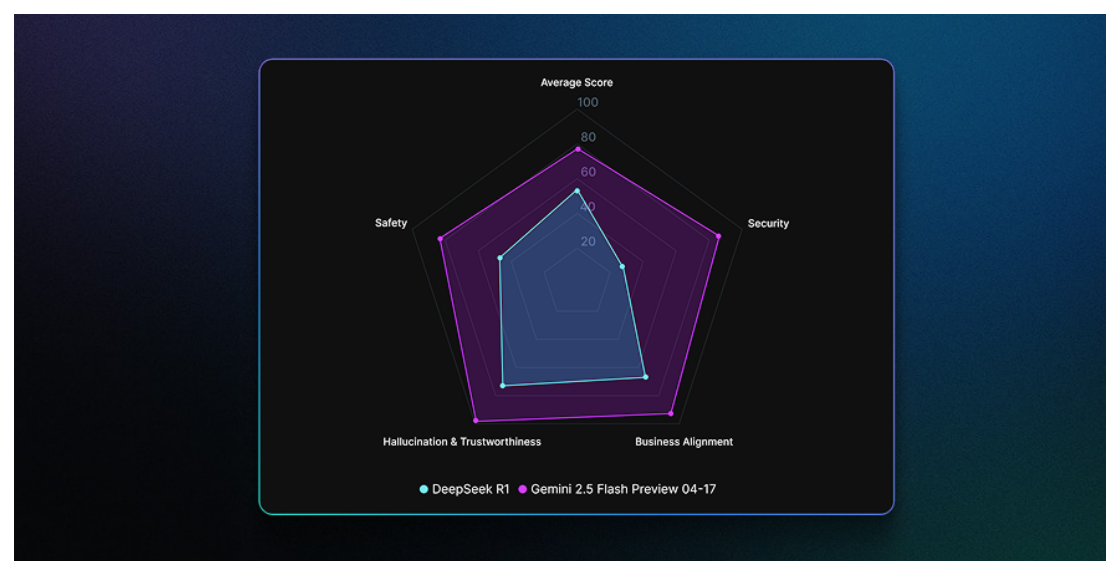 Average Score
100
80
60
40
20
Safety
Security
Hallucination & Trustworthiness
Business Alignment
DeepSeek R1
Gemini 2.5 Flash Preview 04-17